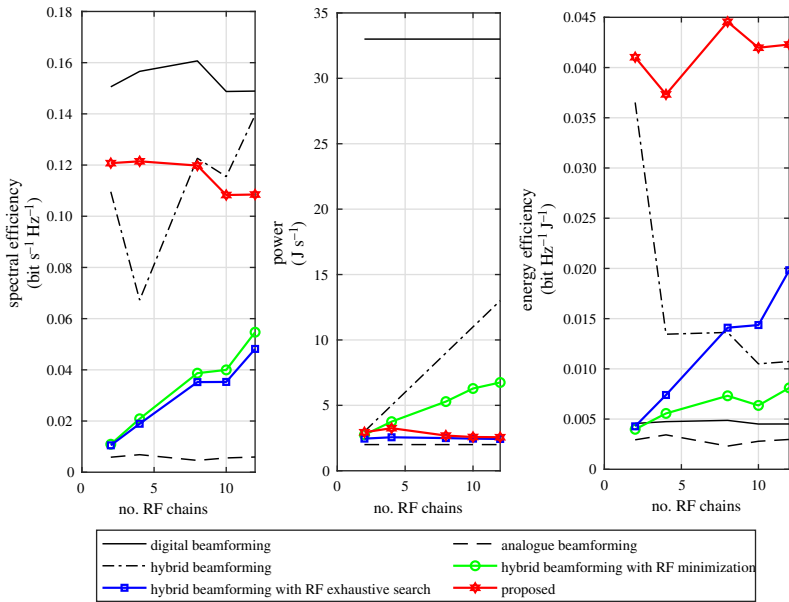 0.18
0.16
0.14
0.12
0.10
0.08
0.06
0.04
0.02
0
0
5
10
no. RF chains
spectral efficiency
(bit s⁻¹ Hz⁻¹)
35
30
25
20
15
10
5
0
0
5
10
no. RF chains
power
(J s⁻¹)
0.045
0.040
0.035
0.030
0.025
0.020
0.015
0.010
0.005
0
0
5
10
no. RF chains
energy efficiency
(bit Hz⁻¹ J⁻¹)
digital beamforming
analogue beamforming
hybrid beamforming
hybrid beamforming with RF minimization
hybrid beamforming with RF exhaustive search
proposed